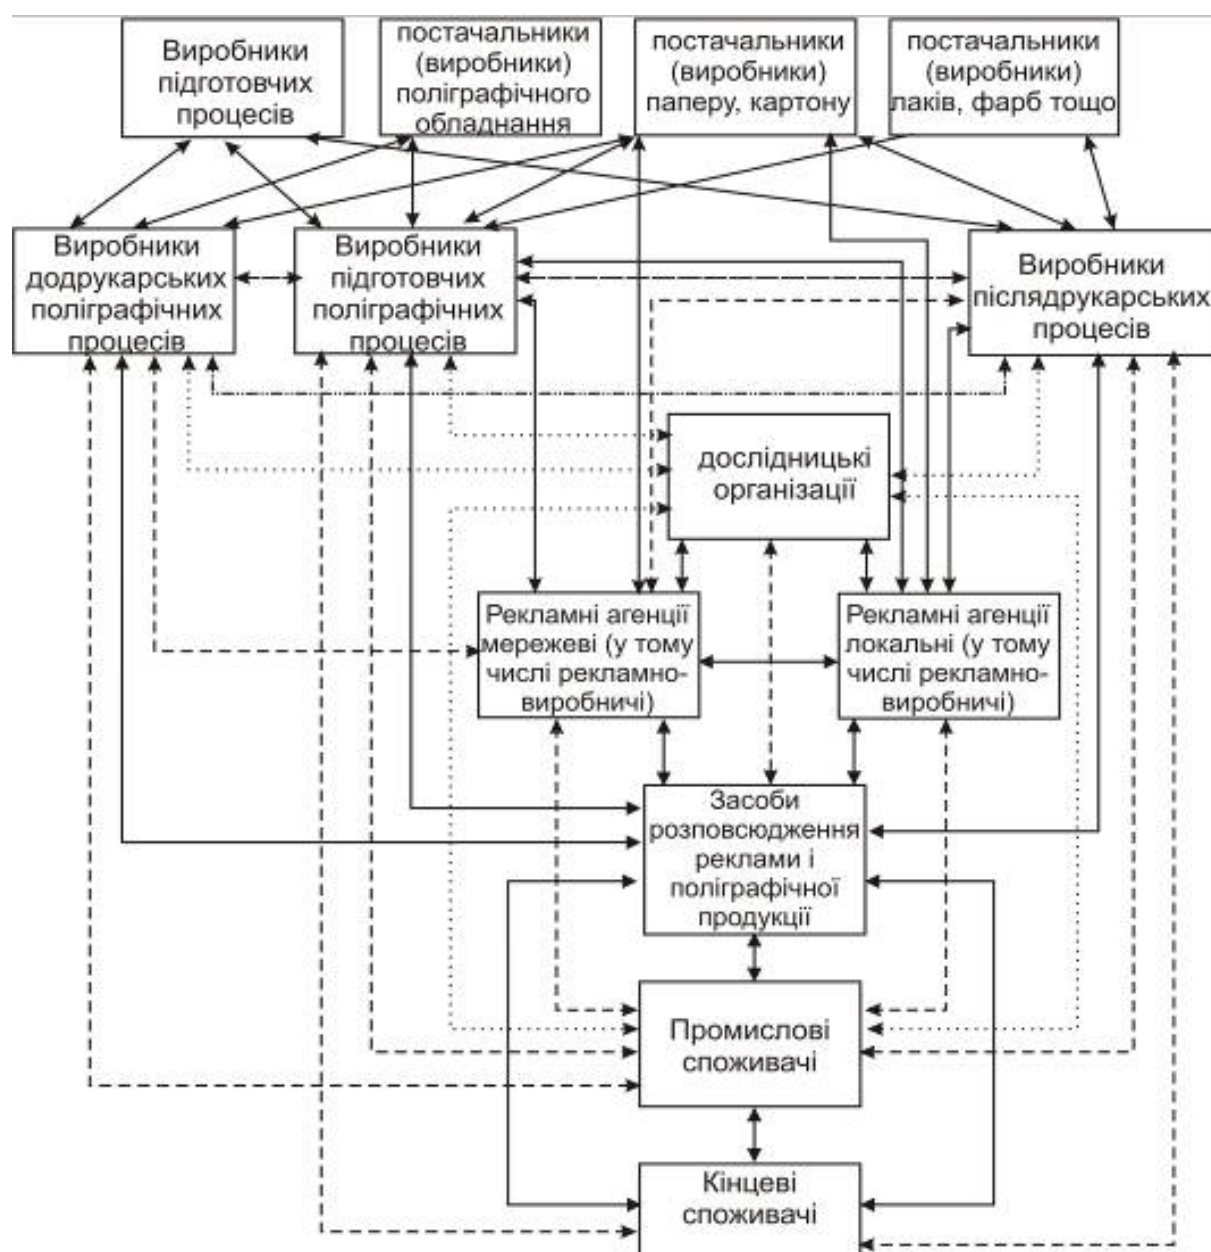 Виробники
підготовчих
процесів
постачальники
(виробники)
поліграфічного
обладнання
постачальники
(виробники)
паперу, картону
постачальники
(виробники)
лаків, фарб тощо
Виробники
додрукарських
поліграфічних
процесів
Виробники
підготовчих
поліграфічних
процесів
Виробники
післядрукарських
процесів
дослідницькі
організації
Рекламні агенції
мережеві (у тому
числі рекламно-
виробничі)
Рекламні агенції
локальні (у тому
числі рекламно-
виробничі)
Засоби
розповсюдження
реклами і
поліграфічної
продукції
Промислові
споживачі
Кінцеві
споживачі